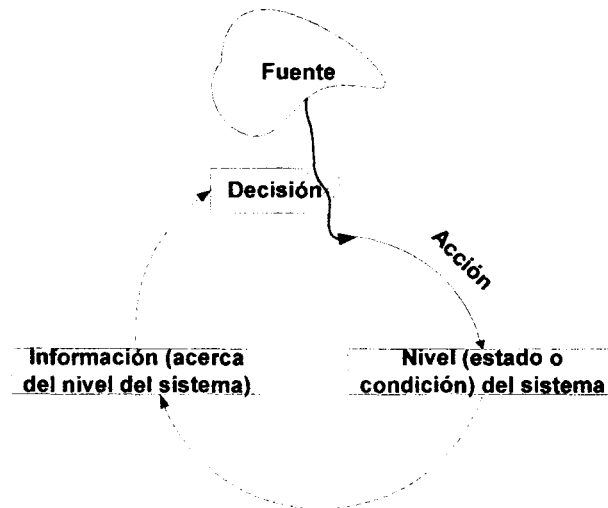 Fuente
Decisión
Acción
Información (acerca
del nivel del sistema)
Nivel (estado o
condición) del sistema